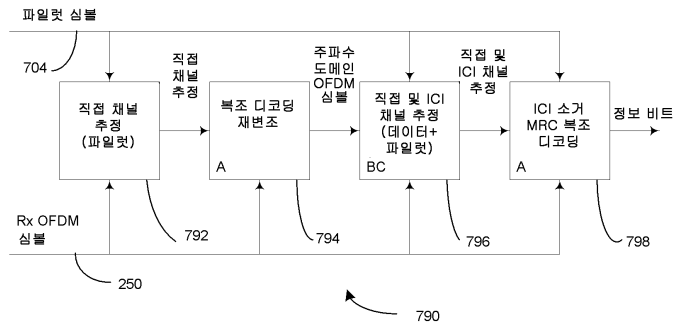 파일럿 심볼
704
직접
채널
추정
주파수
도메인
OFDM
심볼
직접 및
ICI 채널
추정
직접 채널
추정
(파일럿)
복조 디코딩
재변조
A
직접 및 ICI
채널 추정
(데이터+
파일럿)
BC
ICI 소거
MRC 복조
디코딩
A
정보 비트
Rx OFDM
심볼
792
794
796
798
250
790